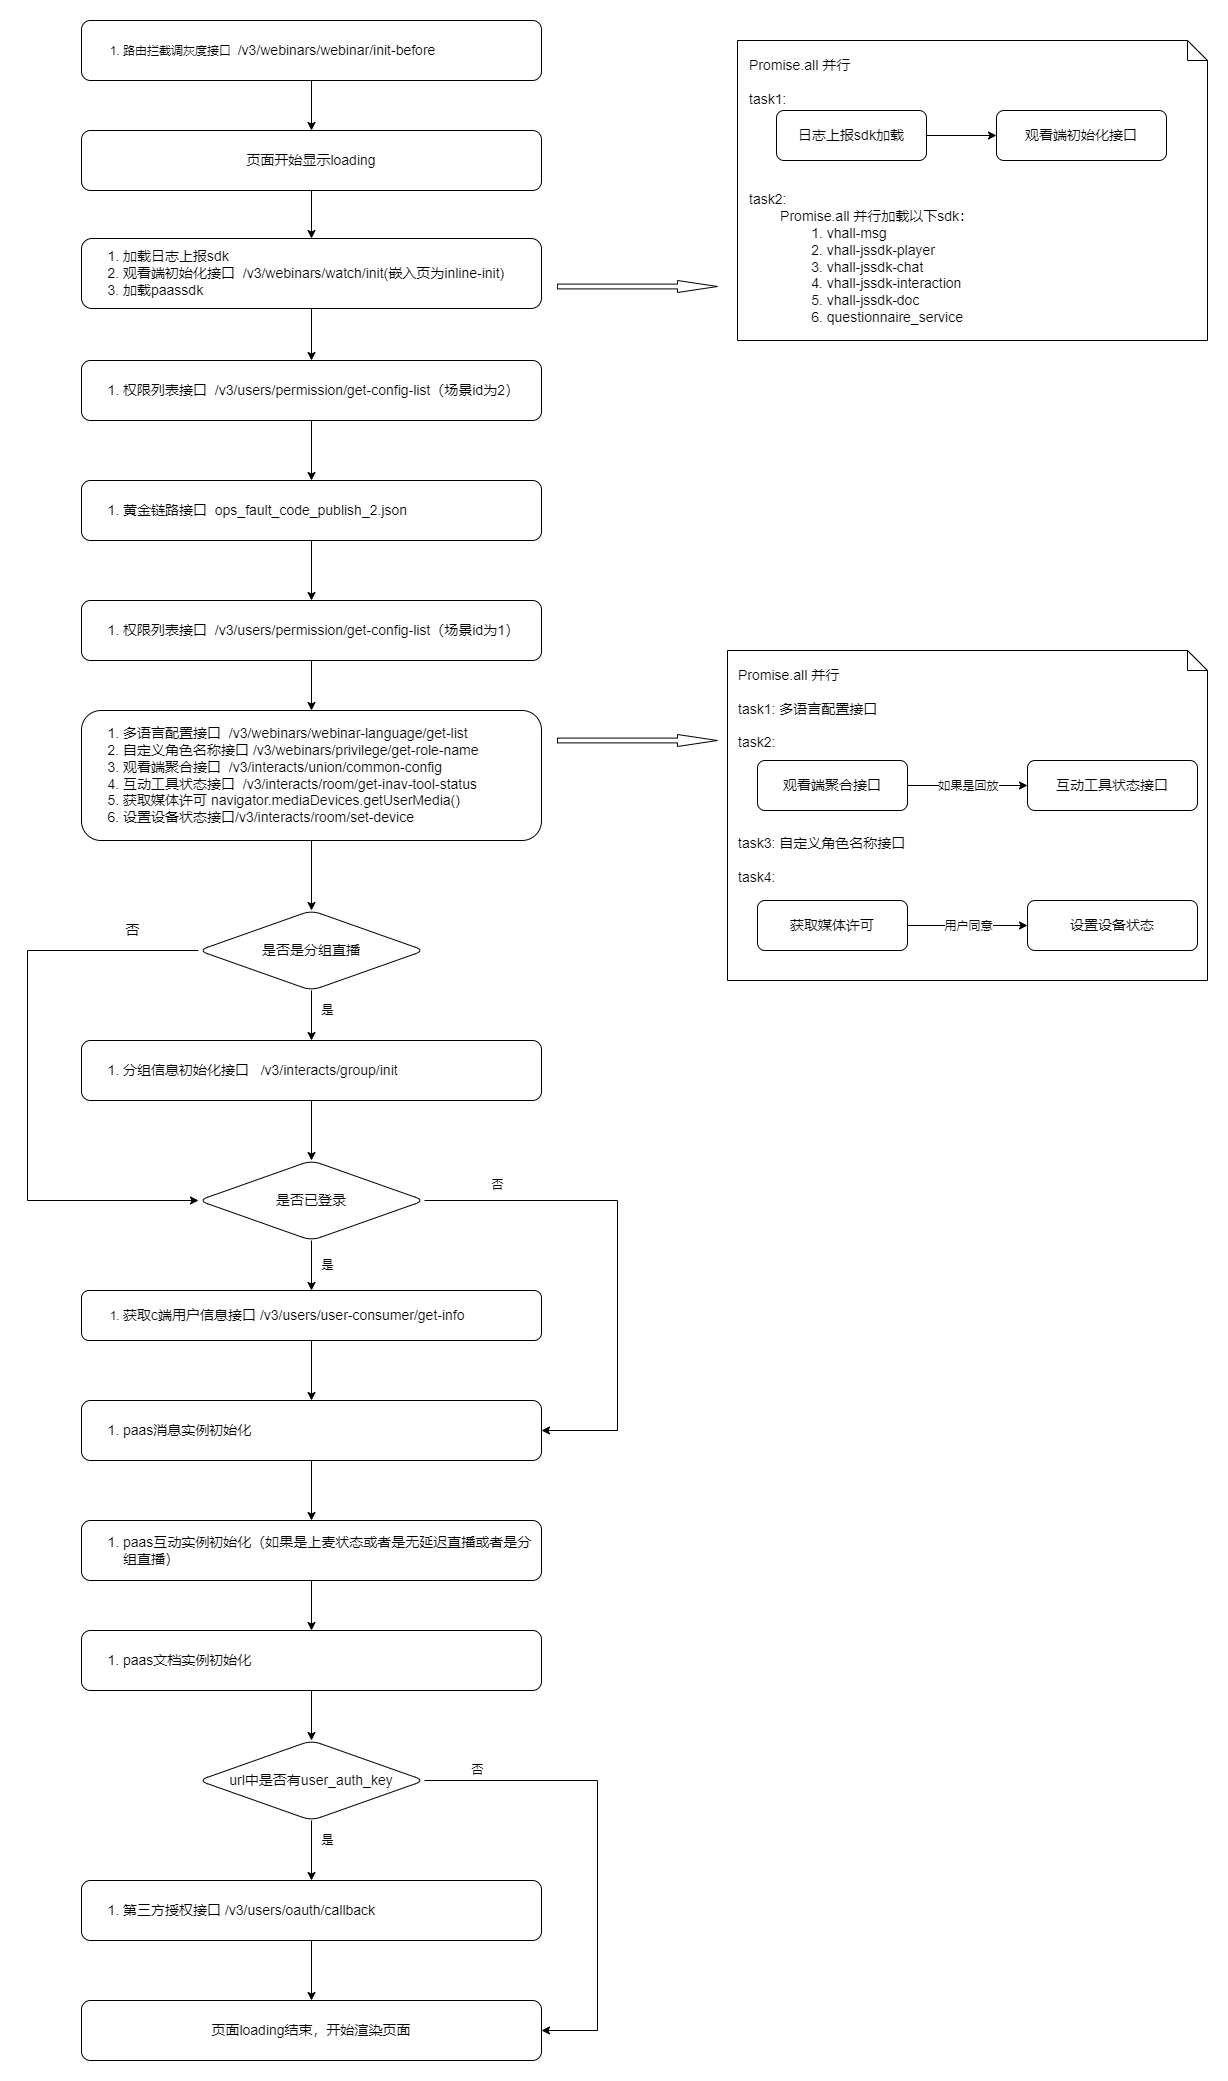 1. 路由拦截调灰度接口 /v3/webinars/webinar/init-before
页面开始显示loading
1. 加载日志上报sdk
2. 观看端初始化接口 /v3/webinars/watch/init(嵌入页为inline-init)
3. 加载paassdk
Promise.all 并行
task1:
日志上报sdk加载
观看端初始化接口
task2:
Promise.all 并行加载以下sdk：
1. vhall-msg
2. vhall-jssdk-player
3. vhall-jssdk-chat
4. vhall-jssdk-interaction
5. vhall-jssdk-doc
6. questionnaire_service
1. 权限列表接口 /v3/users/permission/get-config-list（场景id为2）
1. 黄金链路接口 ops_fault_code_publish_2.json
1. 权限列表接口 /v3/users/permission/get-config-list（场景id为1）
1. 多语言配置接口 /v3/webinars/webinar-language/get-list
2. 自定义角色名称接口 /v3/webinars/privilege/get-role-name
3. 观看端聚合接口 /v3/interacts/union/common-config
4. 互动工具状态接口 /v3/interacts/room/get-inav-tool-status
5. 获取媒体许可 navigator.mediaDevices.getUserMedia()
6. 设置设备状态接口/v3/interacts/room/set-device
Promise.all 并行
task1: 多语言配置接口
task2:
观看端聚合接口
如果是回放
互动工具状态接口
task3: 自定义角色名称接口
task4:
获取媒体许可
用户同意
设置设备状态
否
是否是分组直播
是
1. 分组信息初始化接口 /v3/interacts/group/init
是否已登录
否
是
1. 获取c端用户信息接口 /v3/users/user-consumer/get-info
1. paas消息实例初始化
1. paas互动实例初始化（如果是上麦状态或者是无延迟直播或者是分
组直播）
1. paas文档实例初始化
url中是否有user_auth_key
否
是
1. 第三方授权接口 /v3/users/oauth/callback
页面loading结束，开始渲染页面